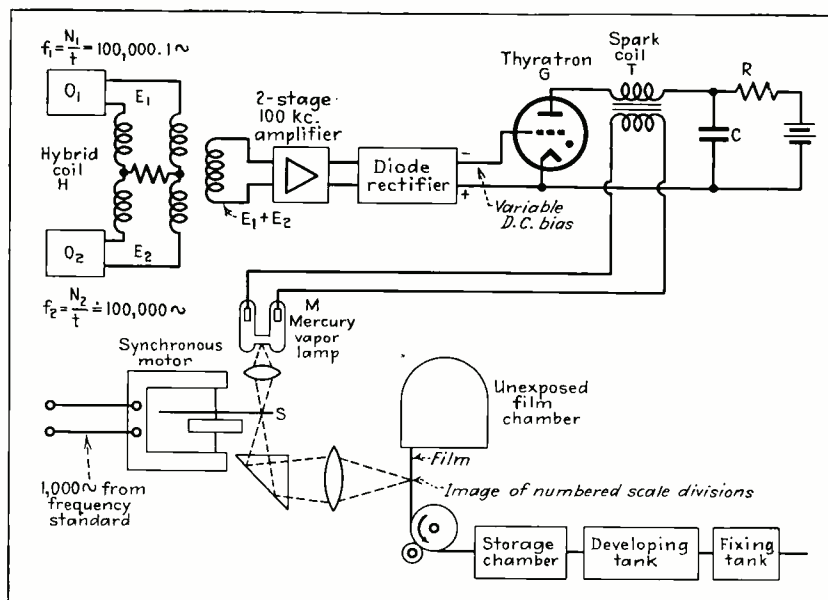 f₁ = N₁/t = 100,000.1 ~
O₁
E₁
Hybrid
coil
H
O₂
E₂
f₂ = N₂/t ≐ 100,000 ~
2-stage
100 kc.
amplifier
E₁+E₂
Diode
rectifier
−
+
Variable
D.C. bias
Thyratron
G
Spark
coil
T
R
C
M
Mercury
vapor
lamp
Synchronous
motor
S
1,000 ~ from
frequency
standard
Unexposed
film
chamber
Film
Image of numbered scale divisions
Storage
chamber
Developing
tank
Fixing
tank